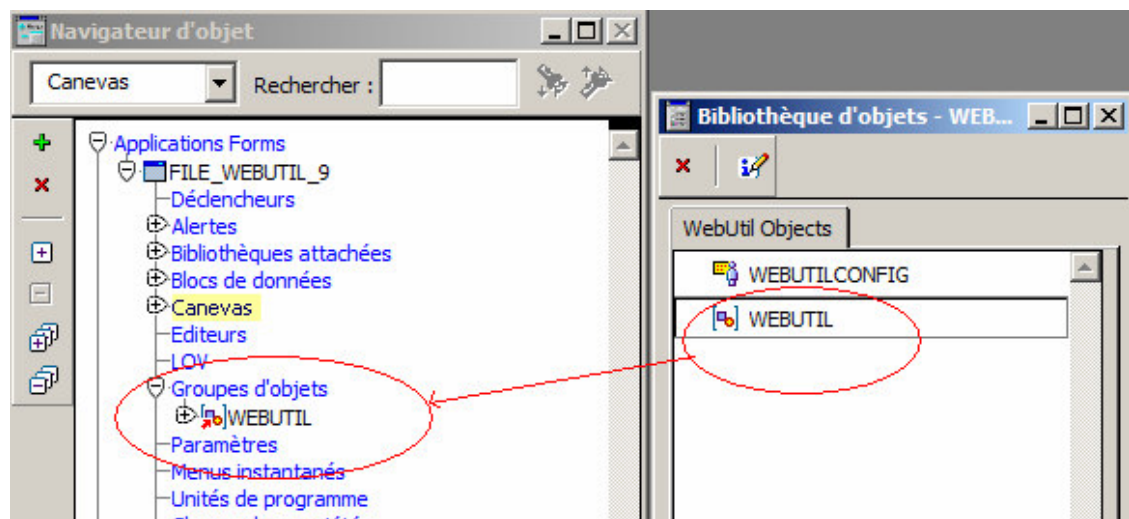 Navigateur d'objet
Canevas
Rechercher :
Applications Forms
FILE_WEBUTIL_9
Déclencheurs
Alertes
Bibliothèques attachées
Blocs de données
Canevas
Editeurs
LOV
Groupes d'objets
WEBUTIL
Paramètres
Menus instantanés
Unités de programme
Bibliothèque d'objets - WEB...
WebUtil Objects
WEBUTILCONFIG
WEBUTIL